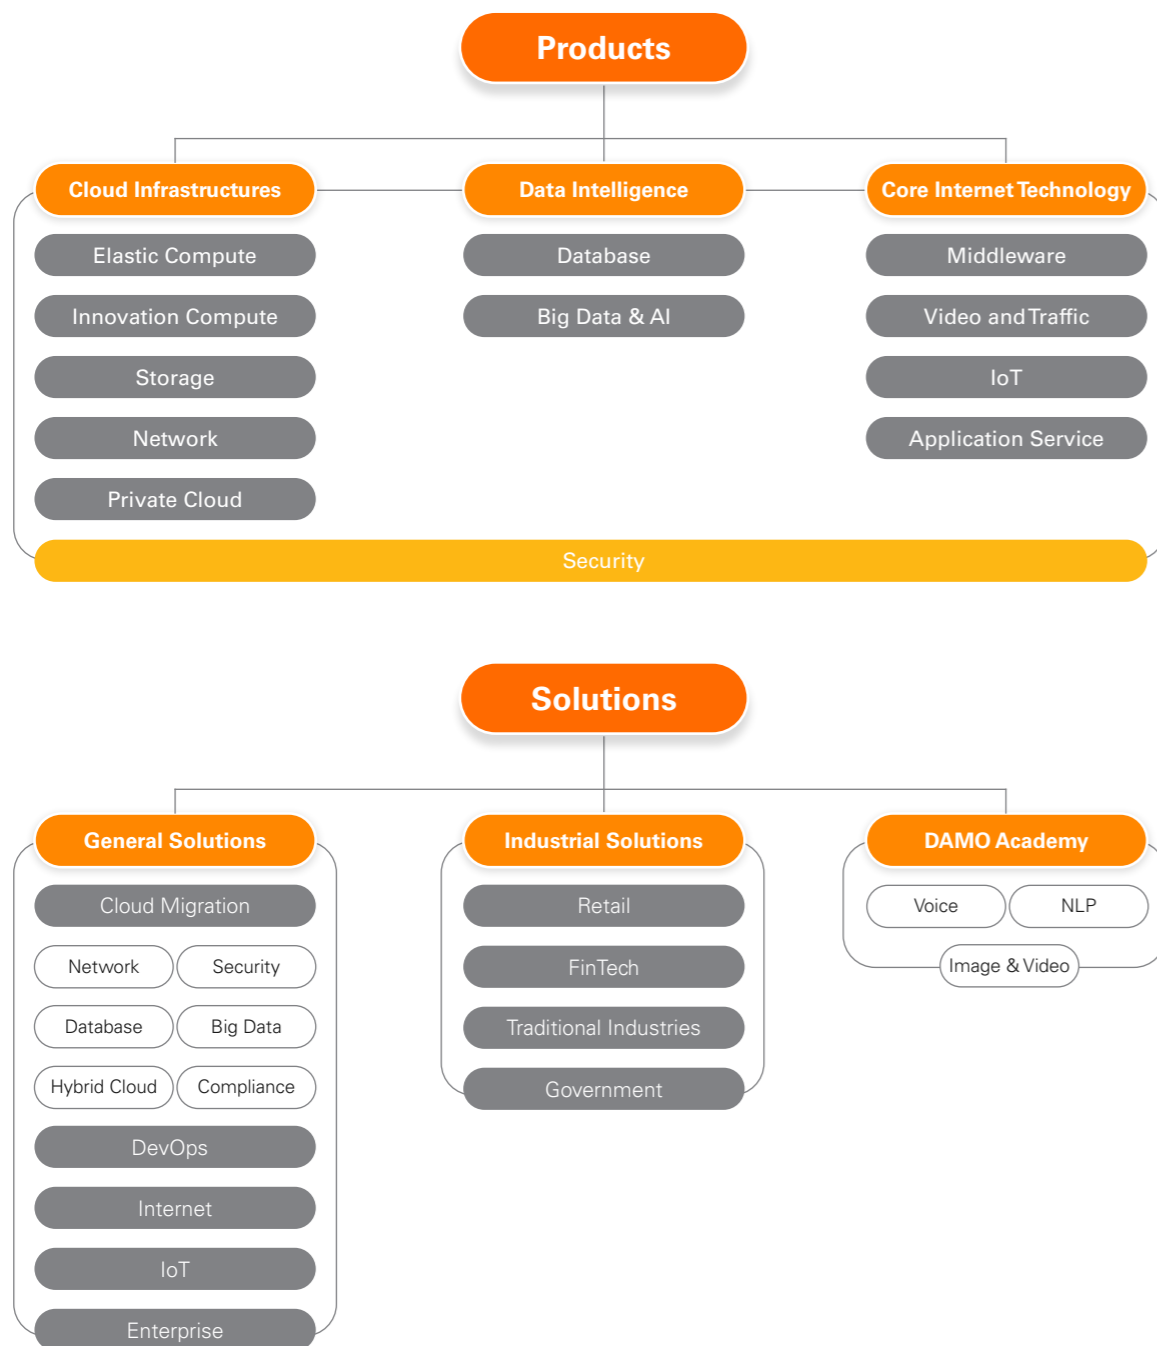 Products
Cloud Infrastructures
Data Intelligence
Core Internet Technology
Elastic Compute
Database
Middleware
Innovation Compute
Big Data & AI
Video and Traffic
Storage
IoT
Network
Application Service
Private Cloud
Security
Solutions
General Solutions
Industrial Solutions
DAMO Academy
Cloud Migration
Retail
Voice
NLP
Network
Security
FinTech
Image & Video
Database
Big Data
Traditional Industries
Hybrid Cloud
Compliance
Government
DevOps
Internet
IoT
Enterprise